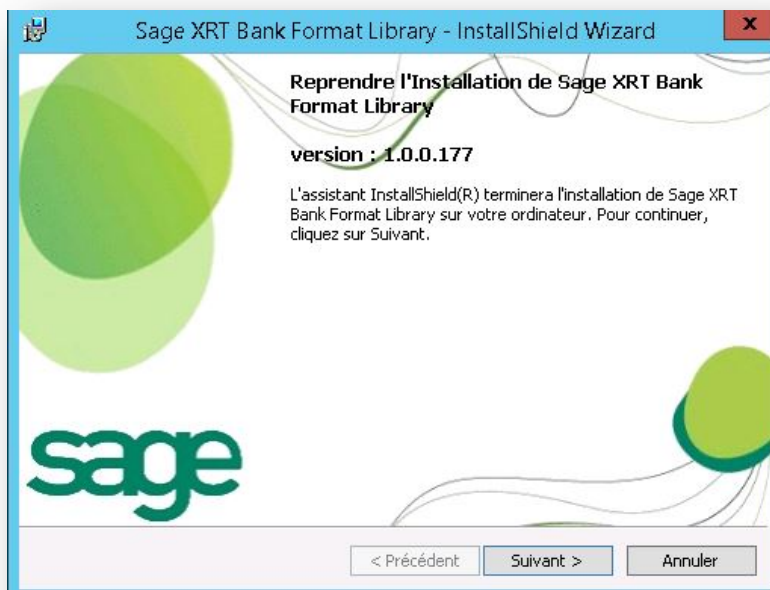 Sage XRT Bank Format Library - InstallShield Wizard
x
Reprendre l'Installation de Sage XRT Bank
Format Library
version : 1.0.0.177
L'assistant InstallShield(R) terminera l'installation de Sage XRT
Bank Format Library sur votre ordinateur. Pour continuer,
cliquez sur Suivant.
sage
< Précédent
Suivant >
Annuler